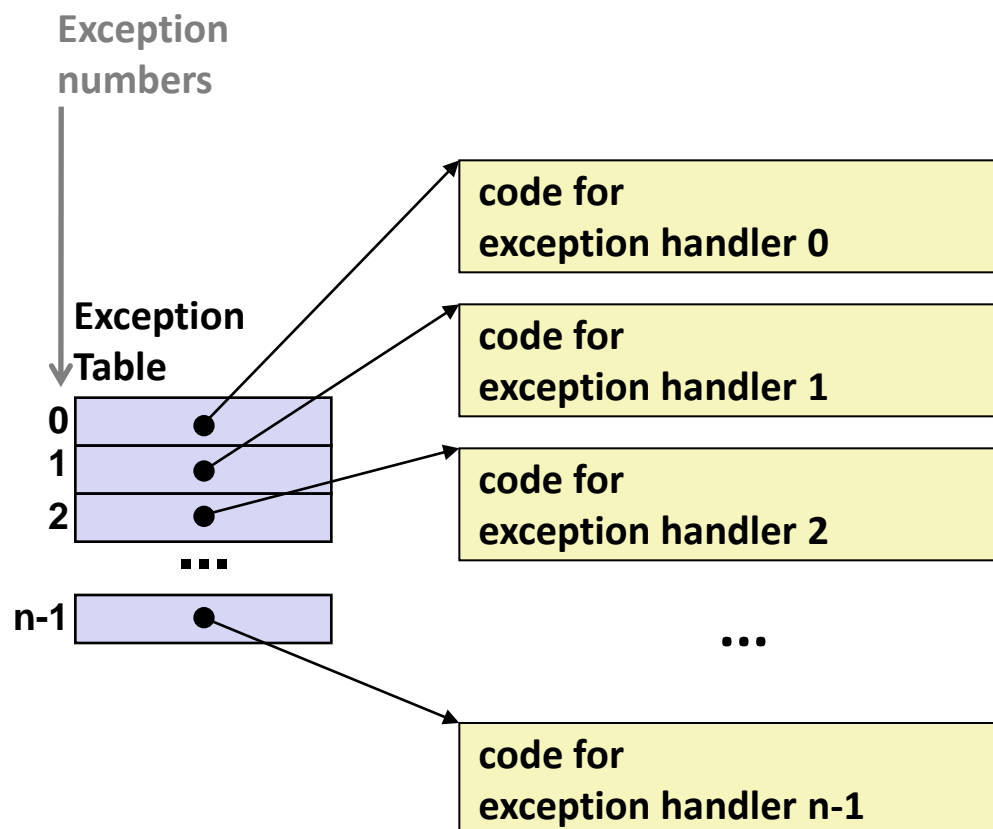 Exception
numbers
code for
exception handler 0
Exception
Table
code for
exception handler 1
0
1
2
...
n-1
code for
exception handler 2
...
code for
exception handler n-1